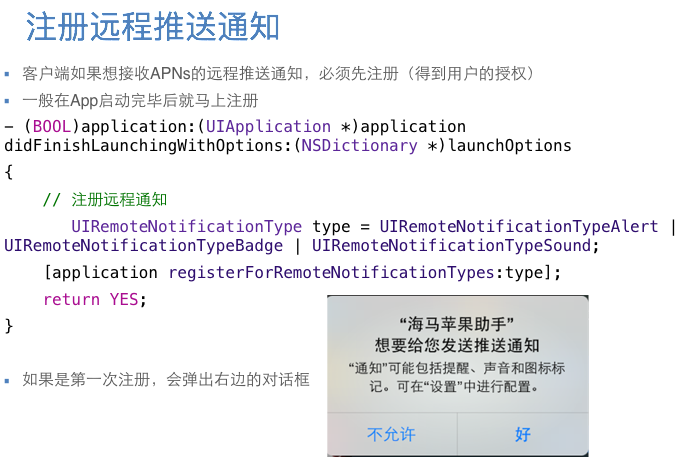 注册远程推送通知
客户端如果想接收APNs的远程推送通知，必须先注册（得到用户的授权）
一般在App启动完毕后就马上注册
- (BOOL)application:(UIApplication *)application
didFinishLaunchingWithOptions:(NSDictionary *)launchOptions
{
// 注册远程通知
UIRemoteNotificationType type = UIRemoteNotificationTypeAlert |
UIRemoteNotificationTypeBadge | UIRemoteNotificationTypeSound;
[application registerForRemoteNotificationTypes:type];
return YES;
}
“海马苹果助手”
想要给您发送推送通知
“通知”可能包括提醒、声音和图标标
记。可在“设置”中进行配置。
不允许 好
如果是第一次注册，会弹出右边的对话框